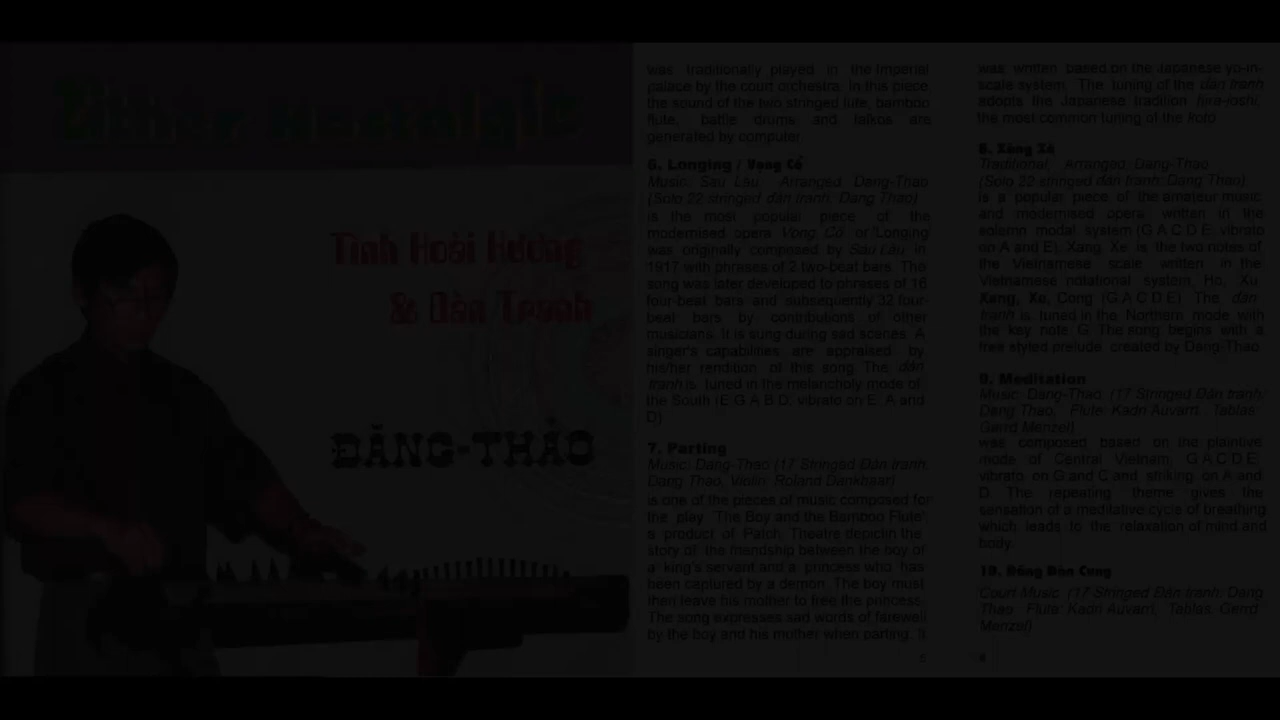 Zither Nostalgic
Tình Hoài Hương
& Đàn Tranh
ĐĂNG-THẢO
was traditionally played in the Imperial
palace by the court orchestra. In this piece,
the sound of the two stringed flite, bamboo
flute, battle drums and taikos are
generated by computer.
6. Longing / Vọng Cổ
Music: Sau Lâu. Arranged: Dang-Thao
(Solo 22 stringed đàn tranh: Dang Thao)
is the most popular piece of the
modernised opera Vọng Cổ or Longing
was originally composed by Sau Lâu in
1917 with phrases of 2 two-beat bars. The
song was later developed to phrases of 16
four-beat bars and subsequently 32 four-
beat bars by contributions of other
musicians. It is sung during sad scenes. A
singer's capabilities are appraised by
his/her rendition of this song. The đàn
tranh is tuned in the melancholy mode of
the South (E G A B D: vibrato on E, A and
D).
7. Parting
Music: Dang-Thao (17 Stringed Đàn tranh:
Dang Thao, Violin: Roland Dankbaar)
is one of the pieces of music composed for
the play "The Boy and the Bamboo Flute",
a product of Patch Theatre depictin the
story of the friendship between the boy of
a king's servant and a princess who has
been captured by a demon. The boy must
then leave his mother to free the princess.
The song expresses sad words of farewell
by the boy and his mother when parting. It
5
was written based on the Japanese yo-in-
scale system. The tuning of the đàn tranh
adopts the Japanese tradition hira-joshi,
the most common tuning of the koto.
8. Xàng Xê
Traditional. Arranged: Dang-Thao
(Solo 22 stringed đàn tranh: Dang Thao)
is a popular piece of the amateur music
and modernised opera written in the
solemn modal system (G A C D E: vibrato
on A and E). Xang Xe is the two notes of
the Vietnamese scale written in the
Vietnamese notational system, Ho, Xu,
Xang, Xe, Cong (G A C D E). The đàn
tranh is tuned in the Northern mode with
the key note G. The song begins with a
free styled prelude created by Dang-Thao.
9. Meditation
Music: Dang-Thao. (17 Stringed Đàn tranh:
Dang Thao, Flute: Kadri Auvarrt, Tablas:
Gerrd Menzel)
was composed based on the plaintive
mode of Central Vietnam, G A C D E:
vibrato on G and C and striking on A and
D. The repeating theme gives the
sensation of a meditative cycle of breathing
which leads to the relaxation of mind and
body.
10. Đăng Đàn Cung
Court Music. (17 Stringed Đàn tranh: Dang
Thao, Flute: Kadri Auvarrt, Tablas: Gerrd
Menzel)